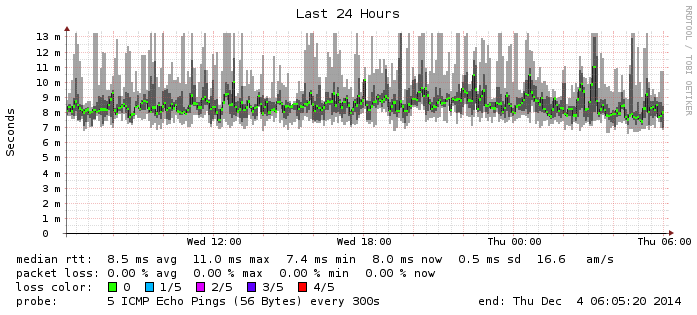 Last 24 Hours
RRDTOOL / TOBI OETIKER
Seconds
13 m
12 m
11 m
10 m
9 m
8 m
7 m
6 m
5 m
4 m
3 m
2 m
1 m
0
Wed 12:00 Wed 18:00 Thu 00:00 Thu 06:00
median rtt: 8.5 ms avg 11.0 ms max 7.4 ms min 8.0 ms now 0.5 ms sd 16.6 am/s
packet loss: 0.00 % avg 0.00 % max 0.00 % min 0.00 % now
loss color: 0 1/5 2/5 3/5 4/5
probe: 5 ICMP Echo Pings (56 Bytes) every 300s end: Thu Dec 4 06:05:20 2014